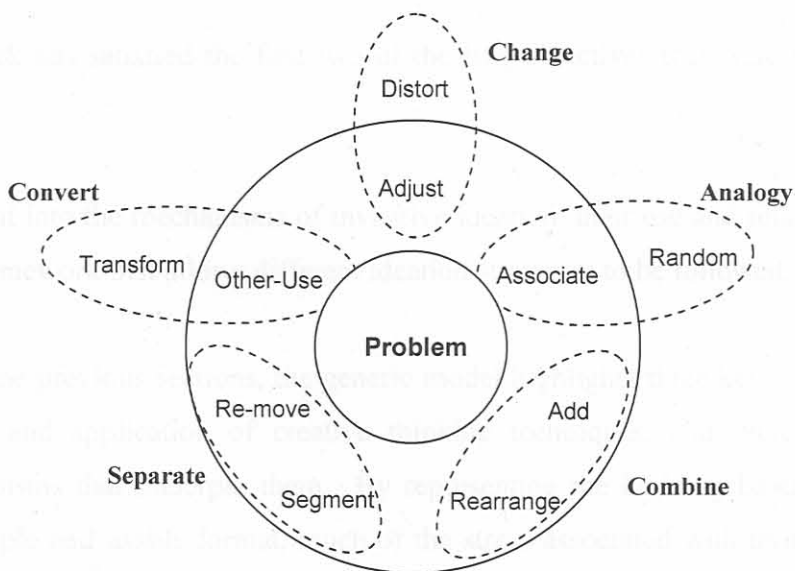 Change
Distort
Adjust
Convert
Analogy
Transform
Other-Use
Associate
Random
Problem
Re-move
Add
Separate
Segment
Rearrange
Combine